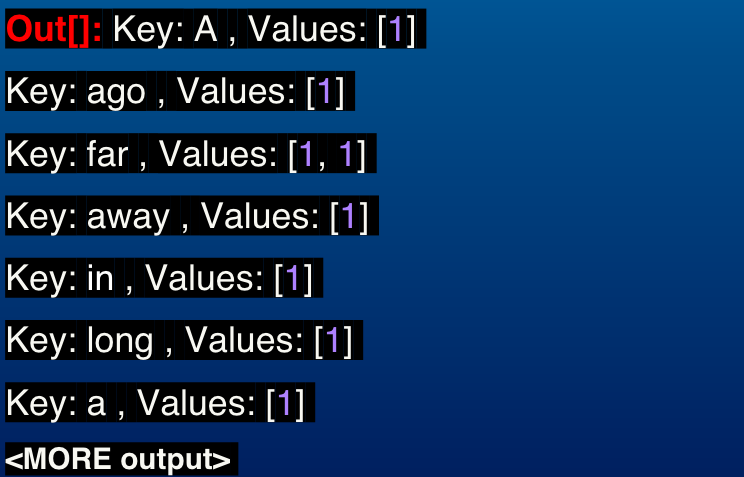 Out[]: Key: A , Values: [1]
Key: ago , Values: [1]
Key: far , Values: [1, 1]
Key: away , Values: [1]
Key: in , Values: [1]
Key: long , Values: [1]
Key: a , Values: [1]
<MORE output>